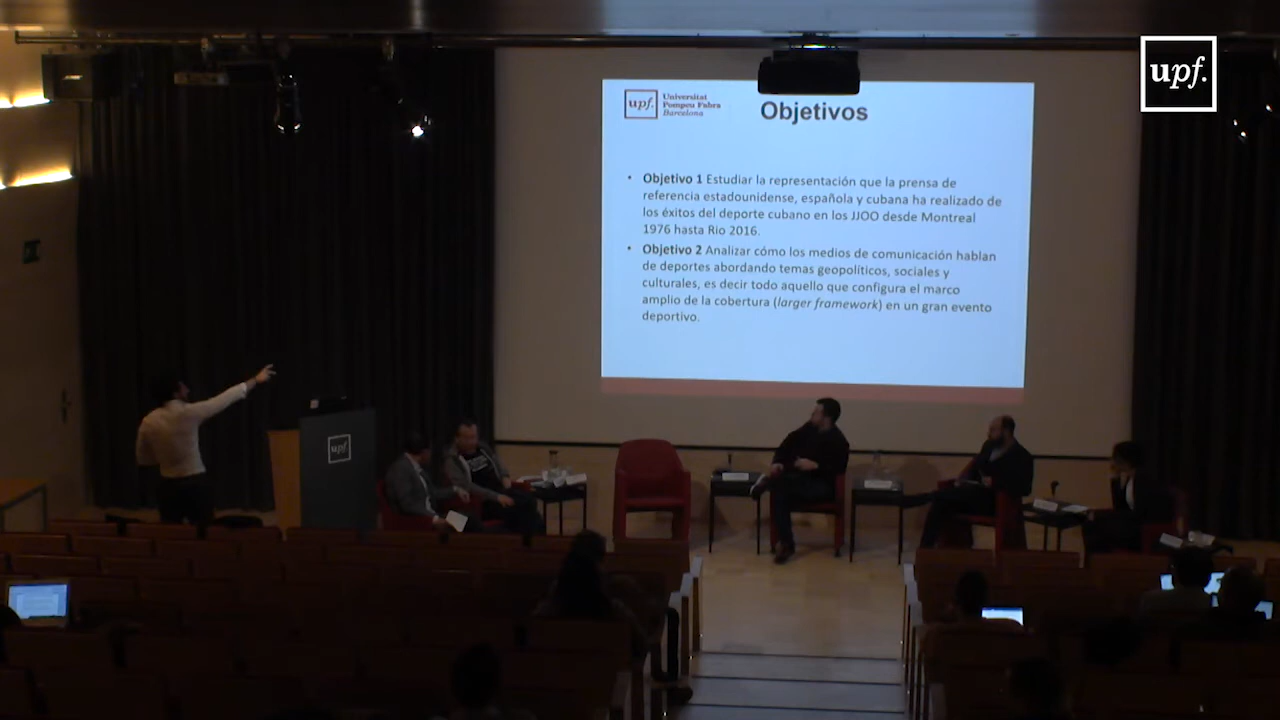 upf.
upf.
Universitat
Pompeu Fabra
Barcelona
Objetivos
• Objetivo 1 Estudiar la representación que la prensa de
referencia estadounidense, española y cubana ha realizado de
los éxitos del deporte cubano en los JJOO desde Montreal
1976 hasta Rio 2016.
• Objetivo 2 Analizar cómo los medios de comunicación hablan
de deportes abordando temas geopolíticos, sociales y
culturales, es decir todo aquello que configura el marco
amplio de la cobertura (larger framework) en un gran evento
deportivo.
upf.